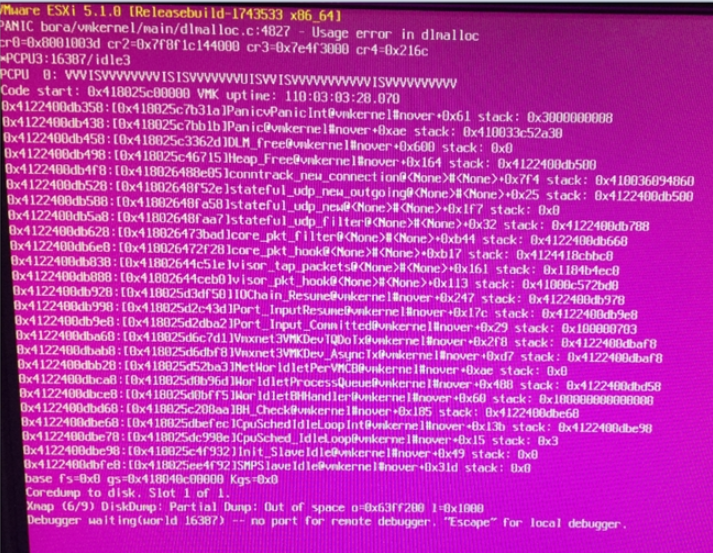 VMware ESXi 5.1.0 [Releasebuild-1743533 x86_64]
PANIC bora/vmkernel/main/dlmalloc.c:4827 - Usage error in dlmalloc
cr0=0x8001003d cr2=0x7f8f1c144000 cr3=0x7e4f3000 cr4=0x216c
*PCPU3:16387/idle3
PCPU 0: VVVISVVVVVVVVISISVVVVVVVUISVVISVVVVVVVVVVVISVVVVVVVVVV
Code start: 0x418025c00000 VMK uptime: 110:03:03:28.070
0x4122400db358:[0x418025c7b31a]PanicvPanicInt@vmkernel#nover+0x61 stack: 0x3000000008
0x4122400db438:[0x418025c7bb1b]Panic@vmkernel#nover+0xae stack: 0x410033c52a30
0x4122400db458:[0x418025c3362d]DLM_free@vmkernel#nover+0x600 stack: 0x0
0x4122400db498:[0x418025c46715]Heap_Free@vmkernel#nover+0x164 stack: 0x4122400db500
0x4122400db4f8:[0x418026488e05]conntrack_new_connection@<None>#<None>+0x7f4 stack: 0x410036094860
0x4122400db528:[0x41802648f52e]stateful_udp_new_outgoing@<None>#<None>+0x25 stack: 0x4122400db500
0x4122400db588:[0x41802648fa58]stateful_udp_new@<None>#<None>+0x1f7 stack: 0x0
0x4122400db5a8:[0x41802648faa7]stateful_udp_filter@<None>#<None>+0x32 stack: 0x4122400db788
0x4122400db628:[0x418026473bad]core_pkt_filter@<None>#<None>+0xb44 stack: 0x4122400db668
0x4122400db6e8:[0x418026472f28]core_pkt_hook@<None>#<None>+0xb17 stack: 0x4124418cbbc8
0x4122400db838:[0x41802644c51e]visor_tap_packets@<None>#<None>+0x161 stack: 0x1184b4ec0
0x4122400db888:[0x41802644ceb0]visor_pkt_hook@<None>#<None>+0x113 stack: 0x41000c572bd0
0x4122400db928:[0x418025d3df50]IOChain_Resume@vmkernel#nover+0x247 stack: 0x4122400db978
0x4122400db998:[0x418025d2c43d]Port_InputResume@vmkernel#nover+0x17c stack: 0x4122400db9e8
0x4122400db9e8:[0x418025d2dba2]Port_Input_Committed@vmkernel#nover+0x29 stack: 0x100000703
0x4122400dba68:[0x418025d6c7d1]Vmxnet3VMKDevTQDoTx@vmkernel#nover+0x2f8 stack: 0x4122400dbaf8
0x4122400dbab8:[0x418025d6dbf8]Vmxnet3VMKDev_AsyncTx@vmkernel#nover+0xd7 stack: 0x4122400dbaf8
0x4122400dbb28:[0x418025d52ba3]NetWorldletPerVMCB@vmkernel#nover+0xae stack: 0x0
0x4122400dbca8:[0x418025d0b96d]WorldletProcessQueue@vmkernel#nover+0x488 stack: 0x4122400dbd58
0x4122400dbce8:[0x418025d0bff5]WorldletBHHandler@vmkernel#nover+0x60 stack: 0x100000000000000
0x4122400dbd68:[0x418025c208aa]BH_Check@vmkernel#nover+0x185 stack: 0x4122400dbe68
0x4122400dbe68:[0x418025dbefec]CpuSchedIdleLoopInt@vmkernel#nover+0x13b stack: 0x4122400dbe98
0x4122400dbe78:[0x418025dc998e]CpuSched_IdleLoop@vmkernel#nover+0x15 stack: 0x3
0x4122400dbe98:[0x418025c4f932]Init_SlaveIdle@vmkernel#nover+0x49 stack: 0x0
0x4122400dbfe8:[0x418025ee4f92]SMPSlaveIdle@vmkernel#nover+0x31d stack: 0x0
base fs=0x0 gs=0x418040c00000 Kgs=0x0
Coredump to disk. Slot 1 of 1.
Xmap (6/9) DiskDump: Partial Dump: Out of space o=0x63ff200 l=0x1000
Debugger waiting(world 16387) -- no port for remote debugger. "Escape" for local debugger.